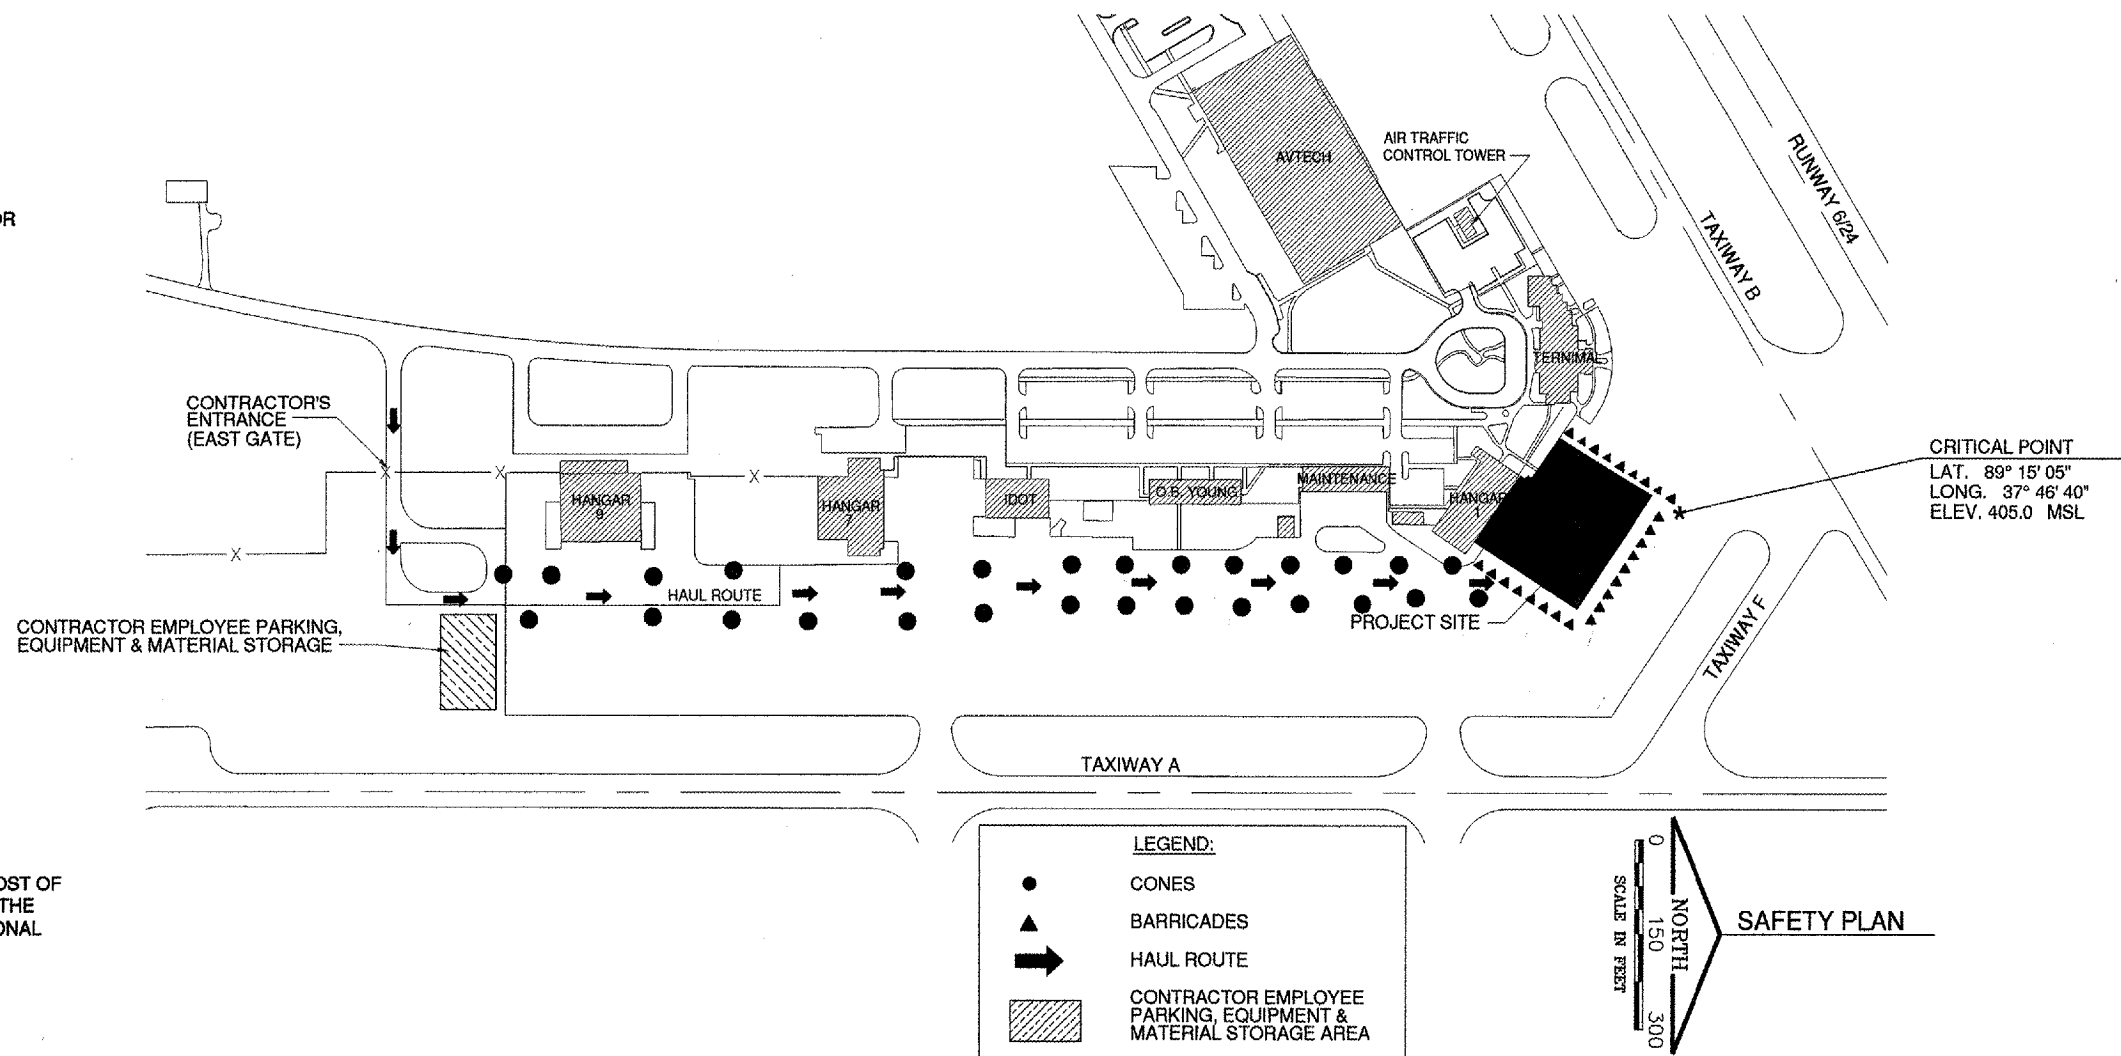 OR
AIR TRAFFIC
CONTROL TOWER
AVTECH
RUNWAY 6/24
TAXIWAY B
TERNIMAL
CONTRACTOR'S
ENTRANCE
(EAST GATE)
CRITICAL POINT
LAT. 89° 15' 05"
LONG. 37° 46' 40"
ELEV. 405.0 MSL
X
X
X
X
HANGAR
9
HANGAR
7
IDOT
O.B. YOUNG
MAINTENANCE
HANGAR
1
HAUL ROUTE
PROJECT SITE
CONTRACTOR EMPLOYEE PARKING,
EQUIPMENT & MATERIAL STORAGE
TAXIWAY F
TAXIWAY A
OST OF
THE
ONAL
LEGEND:
CONES
BARRICADES
HAUL ROUTE
CONTRACTOR EMPLOYEE
PARKING, EQUIPMENT &
MATERIAL STORAGE AREA
0
150
300
SCALE IN FEET
NORTH
SAFETY PLAN